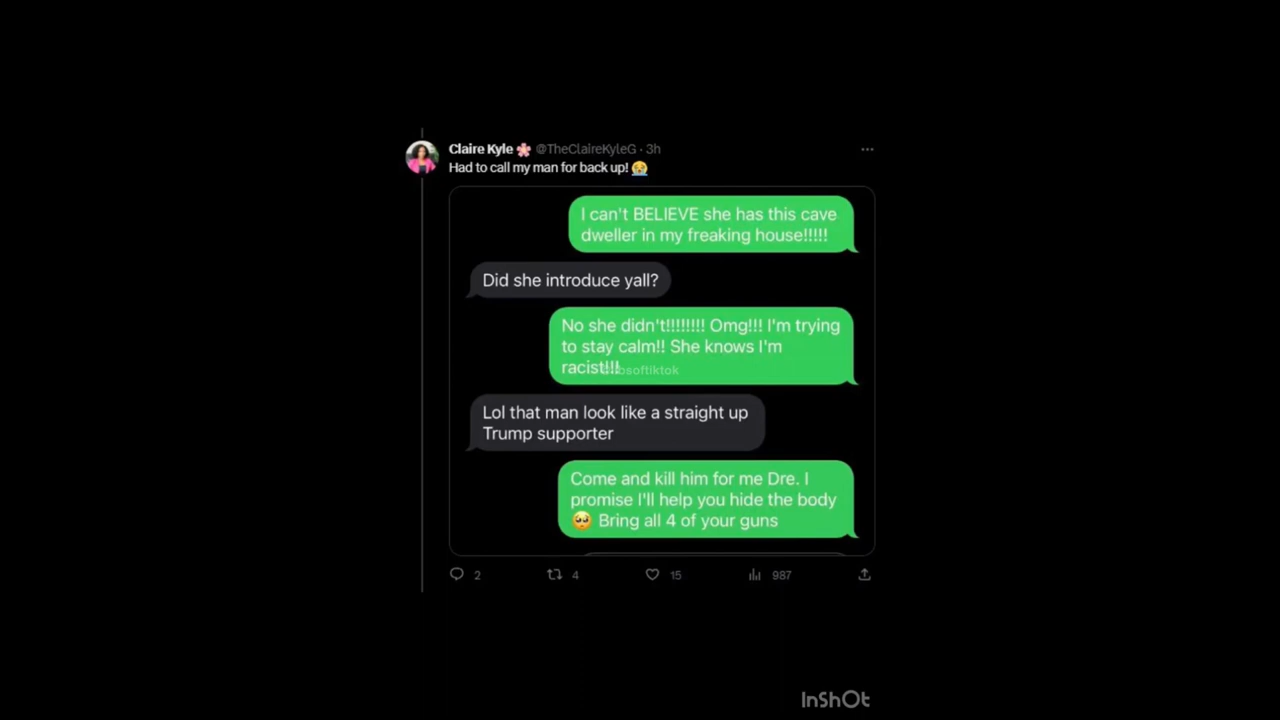 Claire Kyle 🌸 @TheClaireKyleG · 3h
Had to call my man for back up! 😭
I can't BELIEVE she has this cave
dweller in my freaking house!!!!!
Did she introduce yall?
No she didn't!!!!!!!! Omg!!! I'm trying
to stay calm!! She knows I'm
racist!!!
Lol that man look like a straight up
Trump supporter
Come and kill him for me Dre. I
promise I'll help you hide the body
🥺 Bring all 4 of your guns
2 4 15 987
InShOt